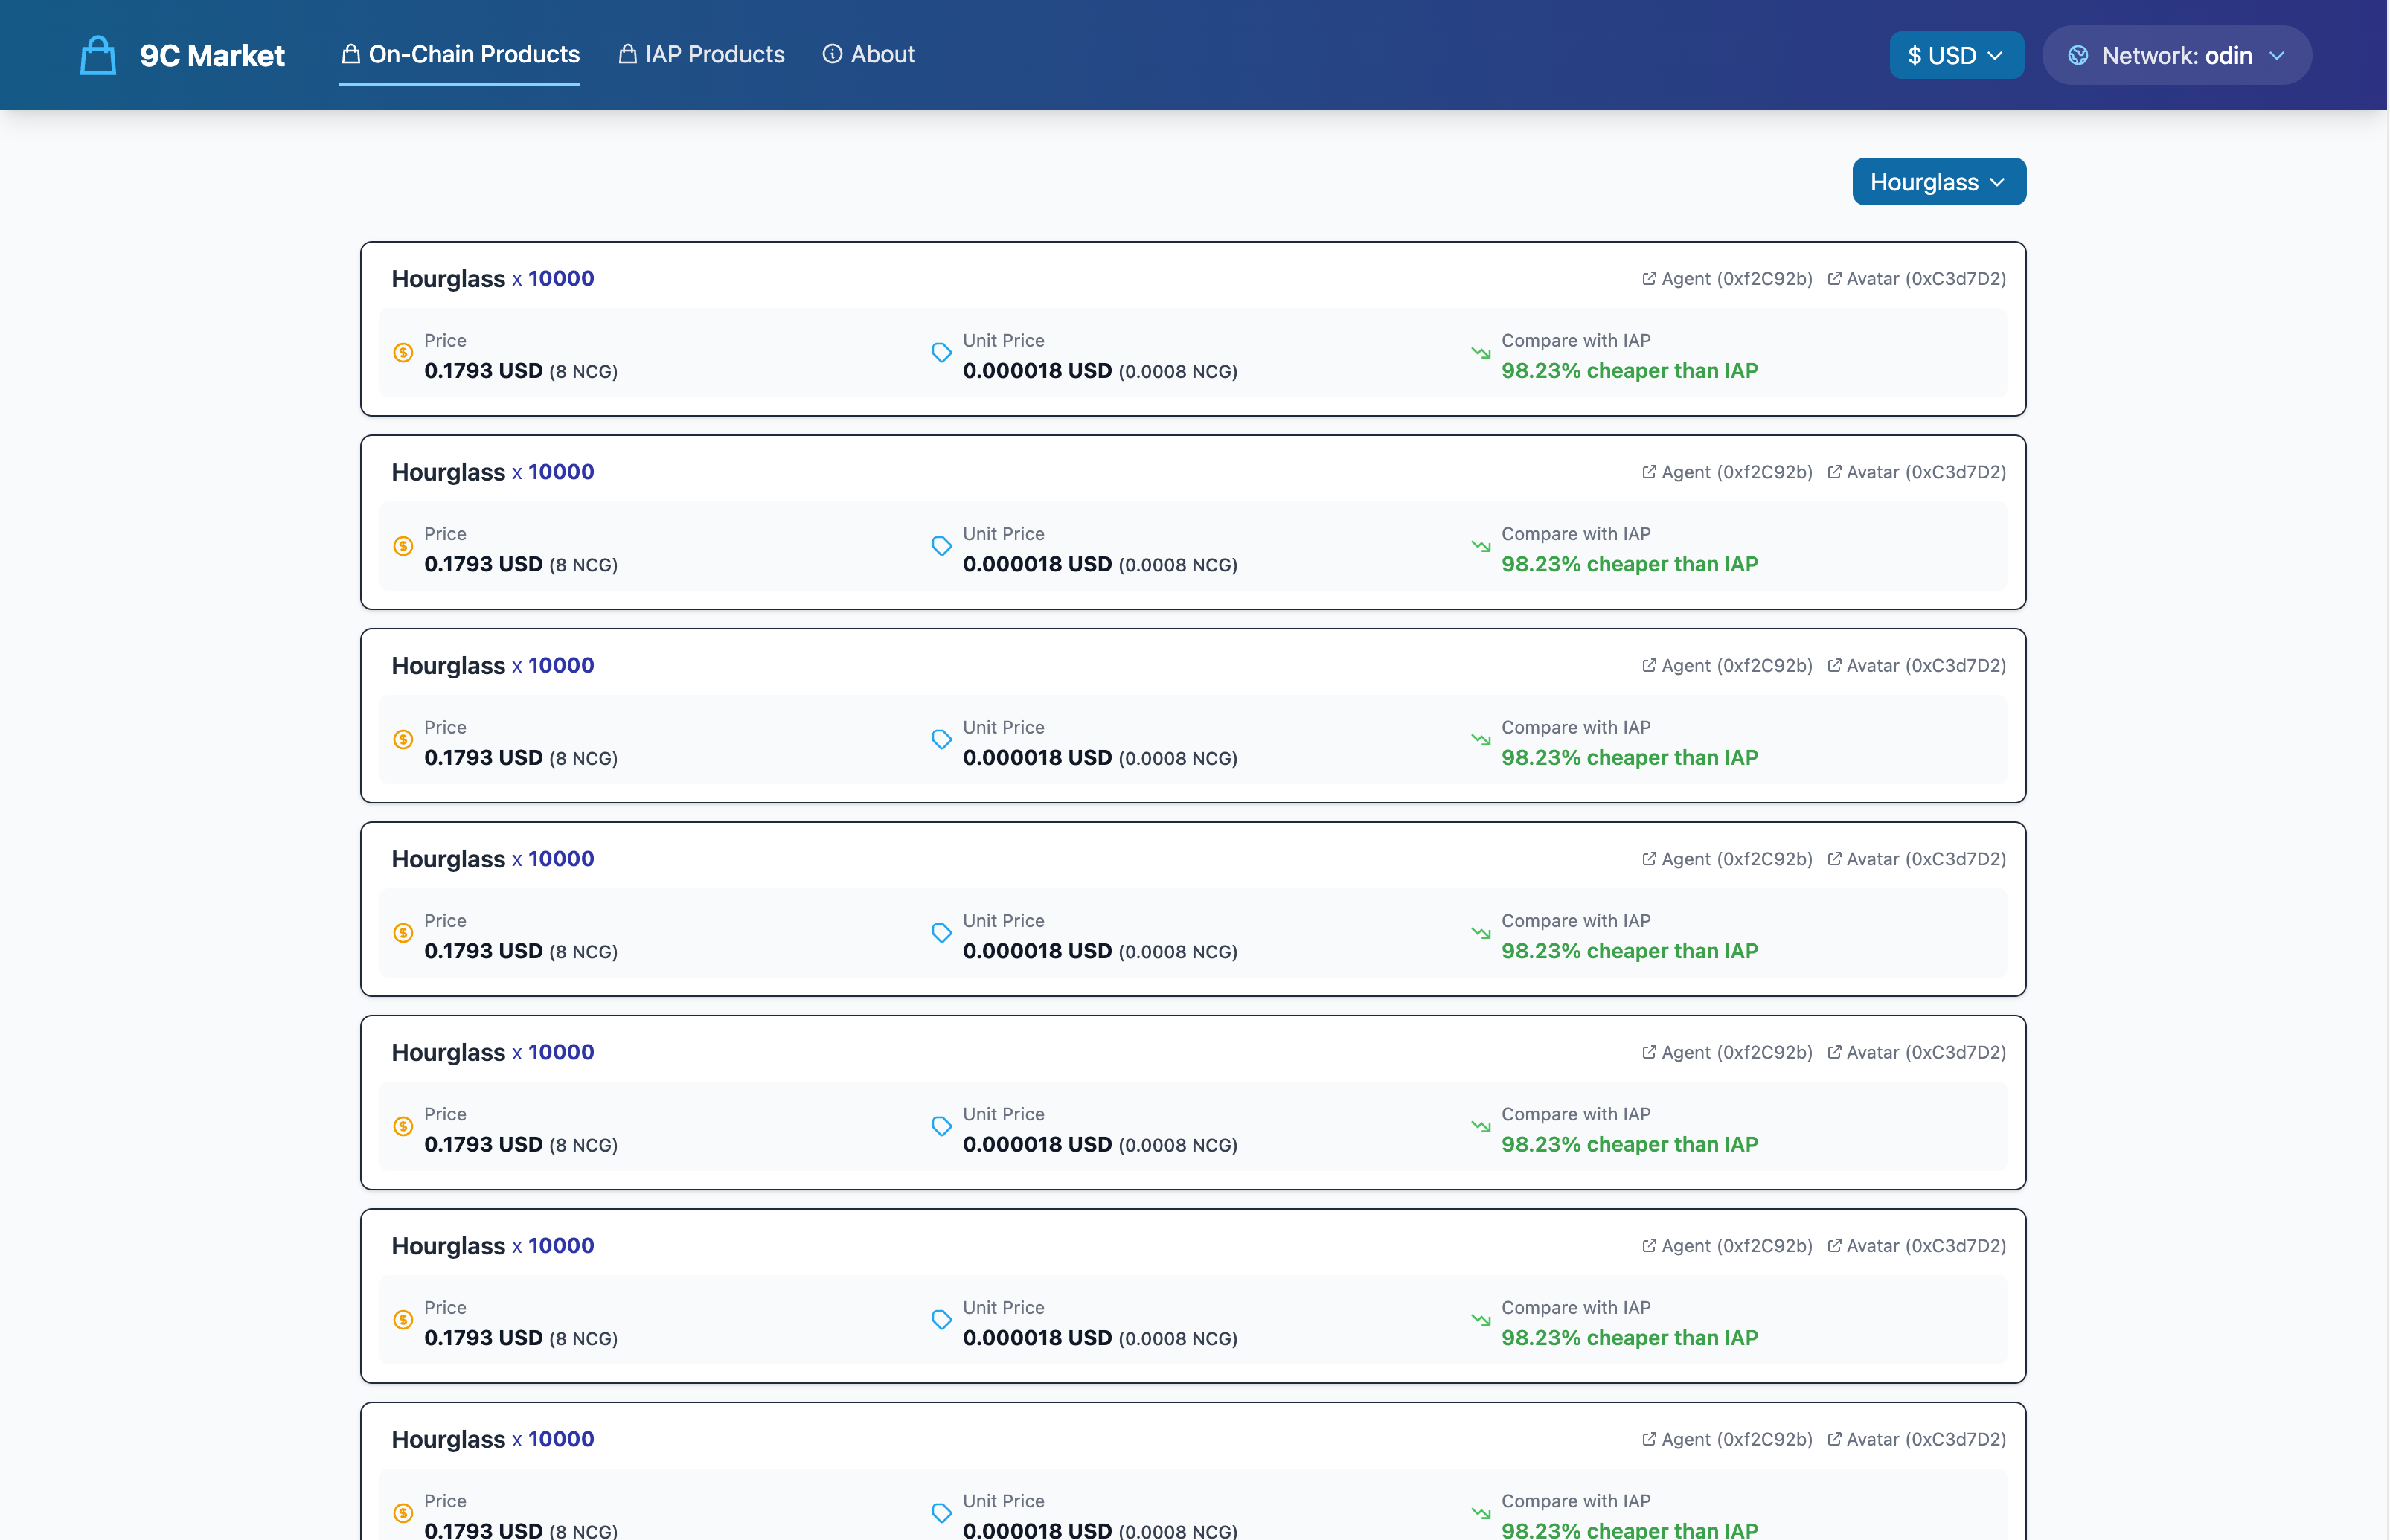 9C Market On-Chain Products IAP Products About $ USD Network: odin
Hourglass
Hourglass x 10000 Agent (0xf2C92b) Avatar (0xC3d7D2)
Price Unit Price Compare with IAP
0.1793 USD (8 NCG) 0.000018 USD (0.0008 NCG) 98.23% cheaper than IAP
Hourglass x 10000 Agent (0xf2C92b) Avatar (0xC3d7D2)
Price Unit Price Compare with IAP
0.1793 USD (8 NCG) 0.000018 USD (0.0008 NCG) 98.23% cheaper than IAP
Hourglass x 10000 Agent (0xf2C92b) Avatar (0xC3d7D2)
Price Unit Price Compare with IAP
0.1793 USD (8 NCG) 0.000018 USD (0.0008 NCG) 98.23% cheaper than IAP
Hourglass x 10000 Agent (0xf2C92b) Avatar (0xC3d7D2)
Price Unit Price Compare with IAP
0.1793 USD (8 NCG) 0.000018 USD (0.0008 NCG) 98.23% cheaper than IAP
Hourglass x 10000 Agent (0xf2C92b) Avatar (0xC3d7D2)
Price Unit Price Compare with IAP
0.1793 USD (8 NCG) 0.000018 USD (0.0008 NCG) 98.23% cheaper than IAP
Hourglass x 10000 Agent (0xf2C92b) Avatar (0xC3d7D2)
Price Unit Price Compare with IAP
0.1793 USD (8 NCG) 0.000018 USD (0.0008 NCG) 98.23% cheaper than IAP
Hourglass x 10000 Agent (0xf2C92b) Avatar (0xC3d7D2)
Price Unit Price Compare with IAP
0.1793 USD (8 NCG) 0.000018 USD (0.0008 NCG) 98.23% cheaper than IAP